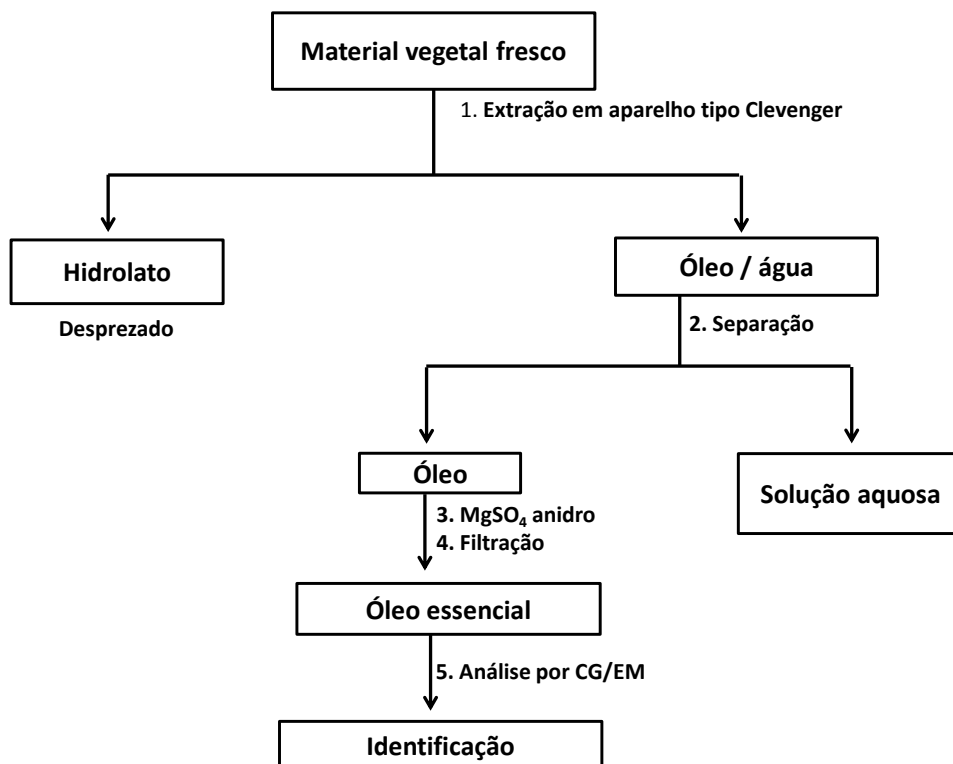 Material vegetal fresco
1. Extração em aparelho tipo Clevenger
Hidrolato
Óleo / água
Desprezado
2. Separação
Óleo
Solução aquosa
3. MgSO₄ anidro
4. Filtração
Óleo essencial
5. Análise por CG/EM
Identificação